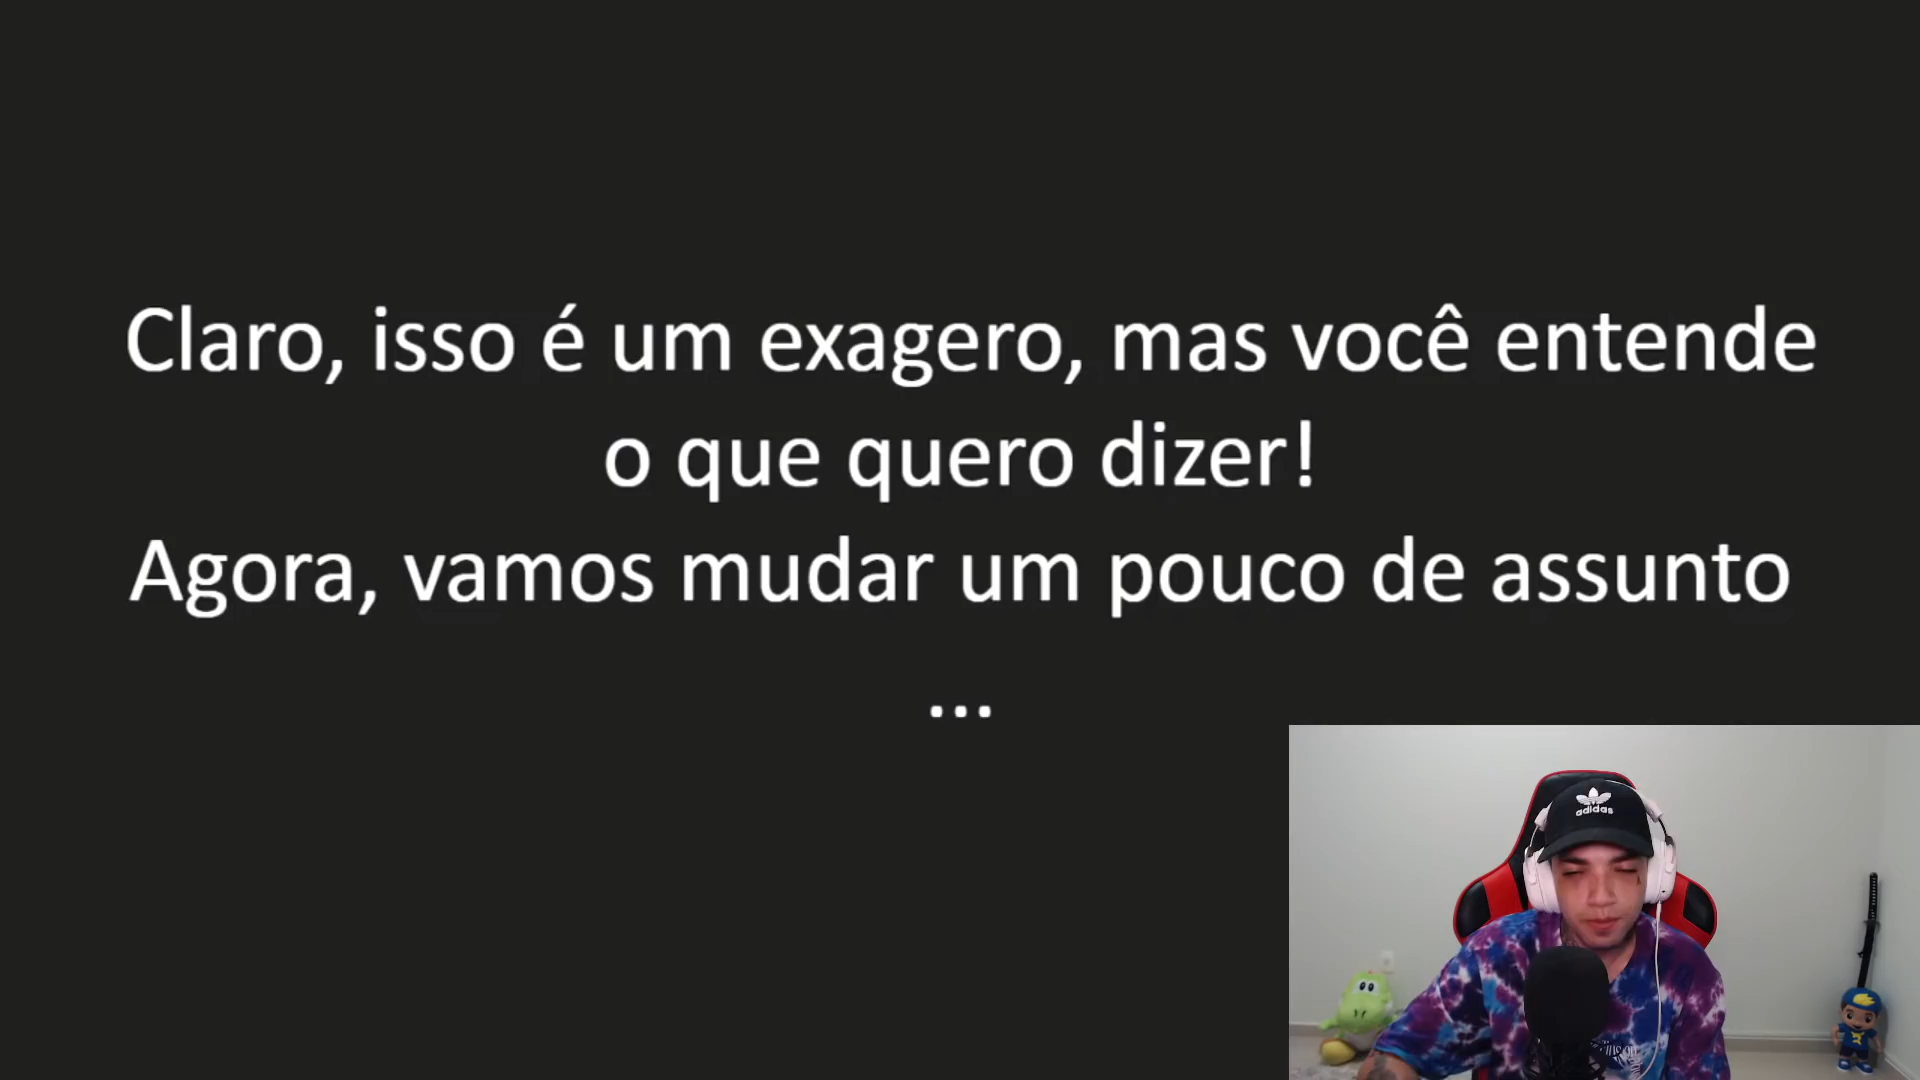 Claro, isso é um exagero, mas você entende
o que quero dizer!
Agora, vamos mudar um pouco de assunto
...
adidas